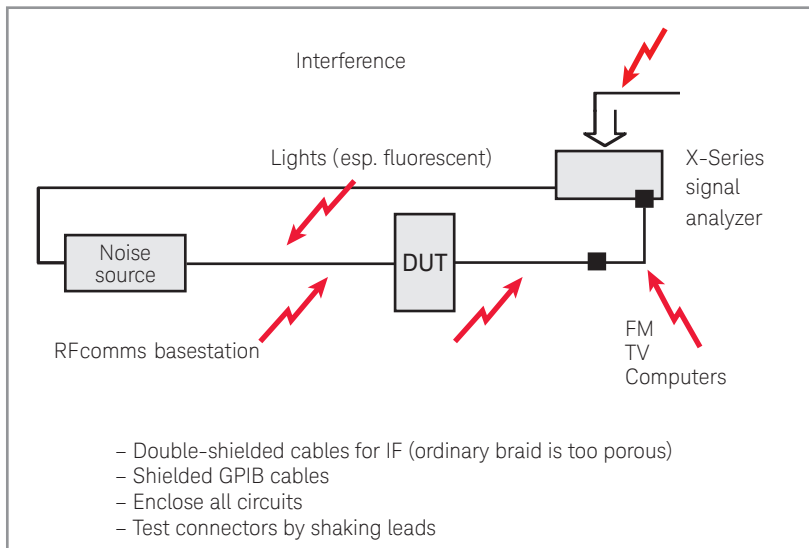 Interference
Lights (esp. fluorescent)
X-Series
signal
analyzer
Noise
source
DUT
RFcomms basestation
FM
TV
Computers
– Double-shielded cables for IF (ordinary braid is too porous)
– Shielded GPIB cables
– Enclose all circuits
– Test connectors by shaking leads